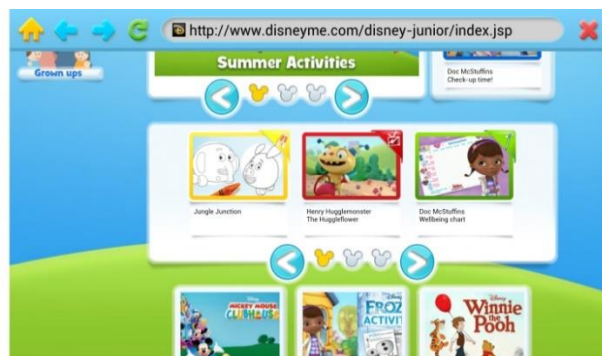 http://www.disneyme.com/disney-junior/index.jsp
Grown ups
Summer Activities
Doc McStuffins
Check-up time!
Jungle Junction
Henry Hugglemonster
The Huggleflower
Doc McStuffins
Wellbeing chart
Disney
MICKEY MOUSE
CLUBHOUSE
FROZ
ACTIVIT
Disney
Winnie
the
Pooh